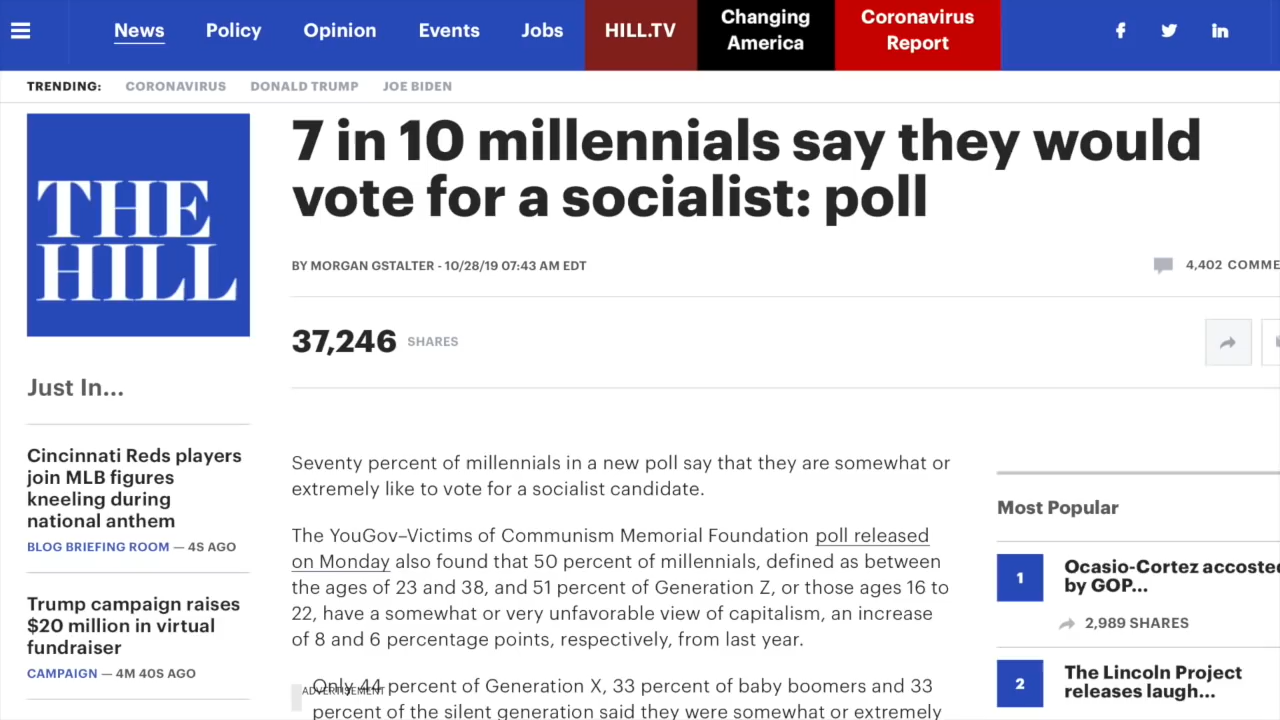 News Policy Opinion Events Jobs HILL.TV Changing America Coronavirus Report
TRENDING: CORONAVIRUS DONALD TRUMP JOE BIDEN
THE
HILL
7 in 10 millennials say they would
vote for a socialist: poll
BY MORGAN GSTALTER - 10/28/19 07:43 AM EDT
4,402 COMME
37,246 SHARES
Just In...
Cincinnati Reds players
join MLB figures
kneeling during
national anthem
BLOG BRIEFING ROOM — 4S AGO
Trump campaign raises
$20 million in virtual
fundraiser
CAMPAIGN — 4M 40S AGO
Seventy percent of millennials in a new poll say that they are somewhat or
extremely like to vote for a socialist candidate.
The YouGov–Victims of Communism Memorial Foundation poll released
on Monday also found that 50 percent of millennials, defined as between
the ages of 23 and 38, and 51 percent of Generation Z, or those ages 16 to
22, have a somewhat or very unfavorable view of capitalism, an increase
of 8 and 6 percentage points, respectively, from last year.
ADVERTISEMENT
Only 44 percent of Generation X, 33 percent of baby boomers and 33
percent of the silent generation said they were somewhat or extremely
Most Popular
1
Ocasio-Cortez accosted
by GOP...
2,989 SHARES
2
The Lincoln Project
releases laugh...